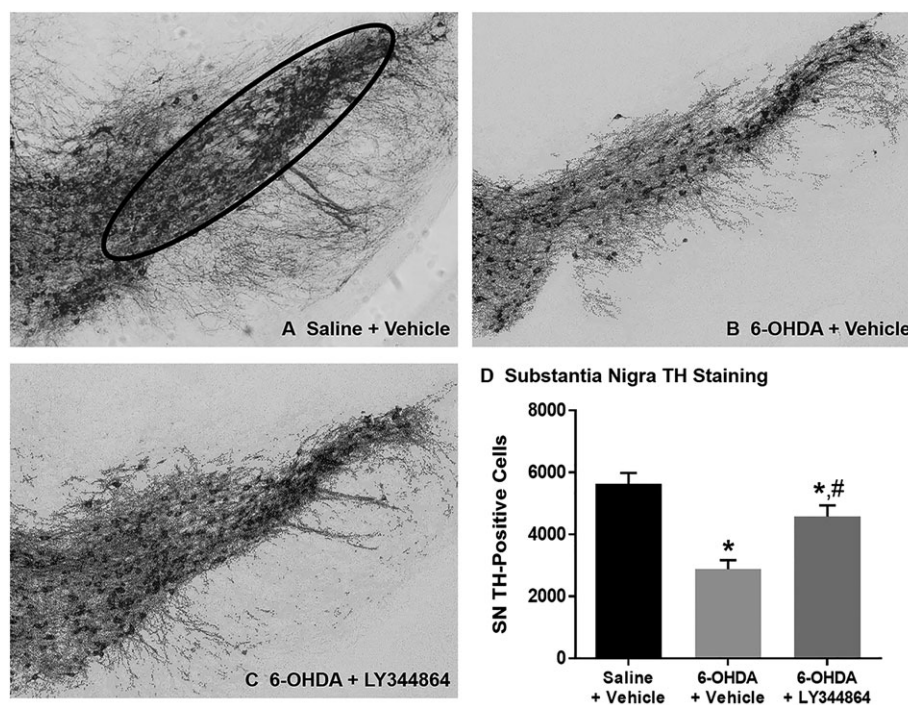 A Saline + Vehicle
B 6-OHDA + Vehicle
C 6-OHDA + LY344864
D Substantia Nigra TH Staining
SN TH-Positive Cells
8000
6000
4000
2000
0
*
*,#
Saline
+ Vehicle
6-OHDA
+ Vehicle
6-OHDA
+ LY344864